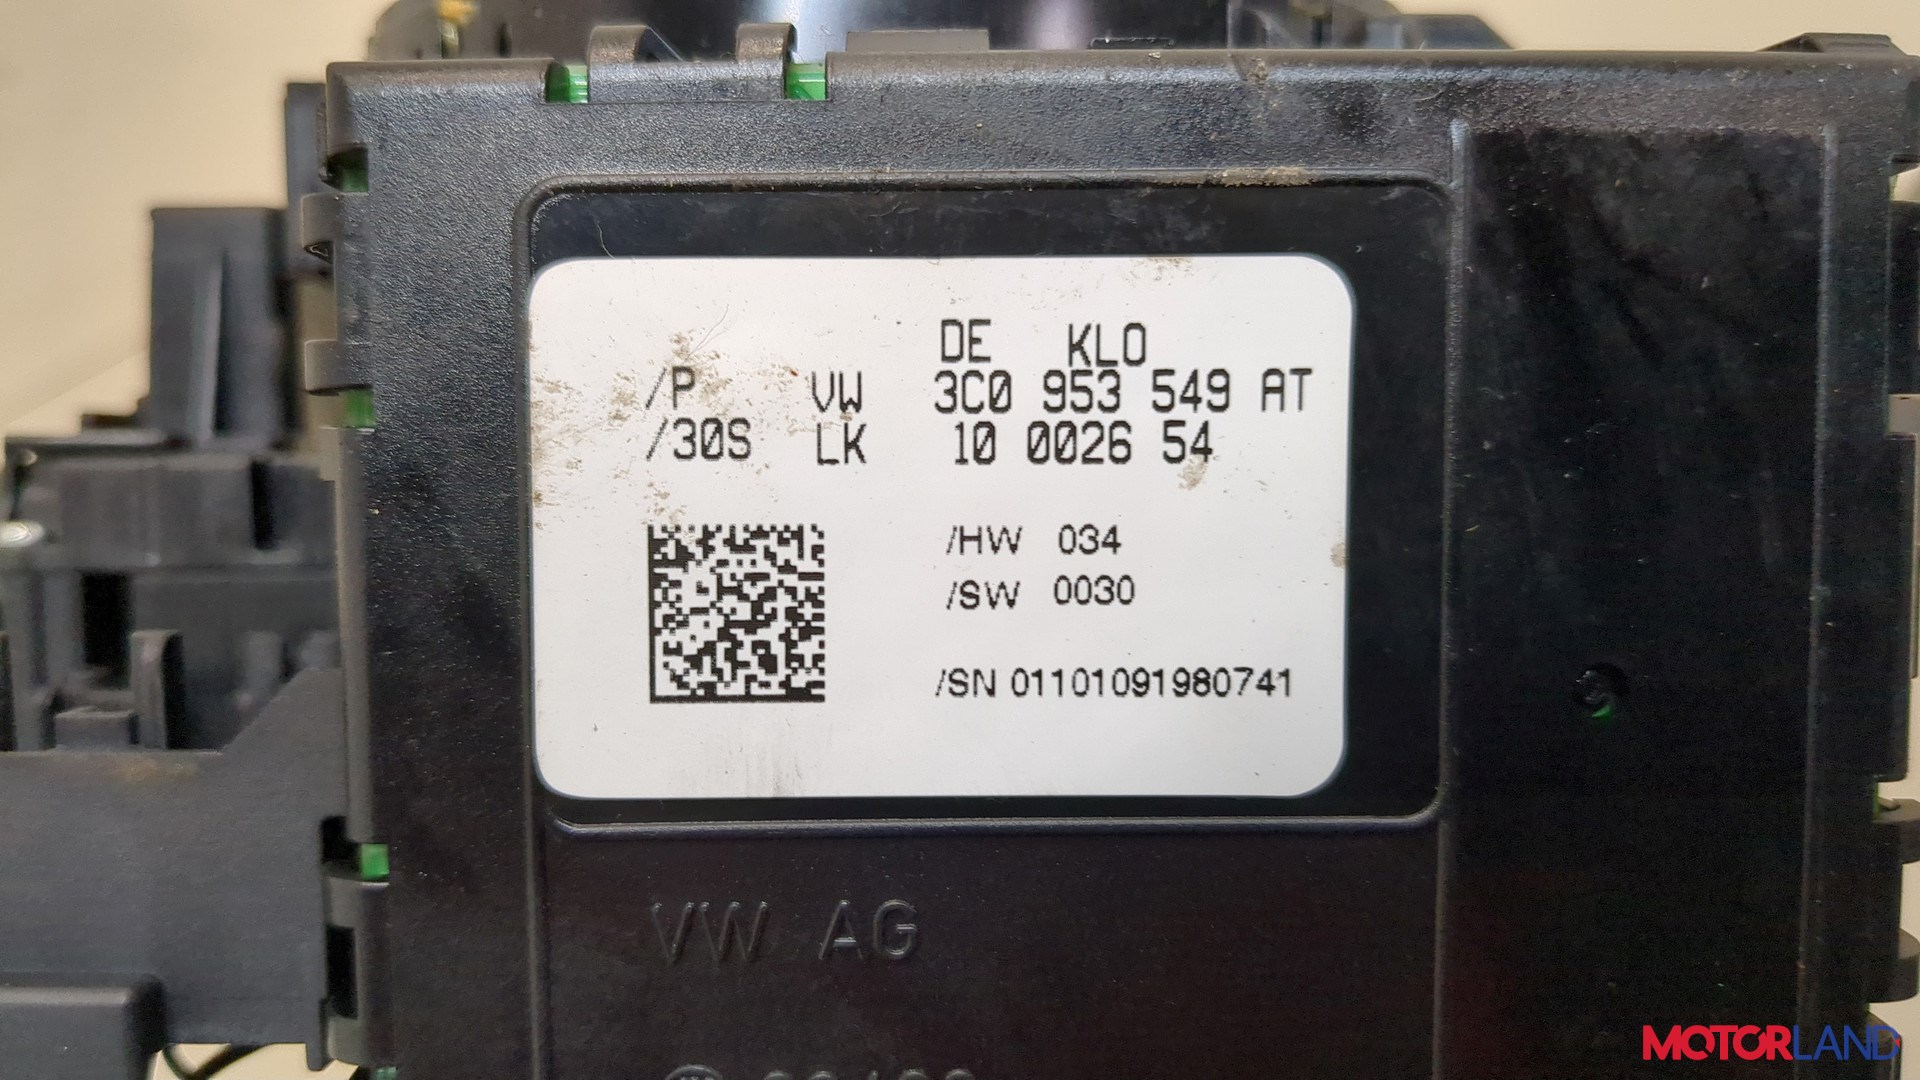 DE KLO
/P VW 3C0 953 549 AT
/30S LK 10 0026 54
/HW 034
/SW 0030
/SN 01101091980741
VW AG
MOTORLAND